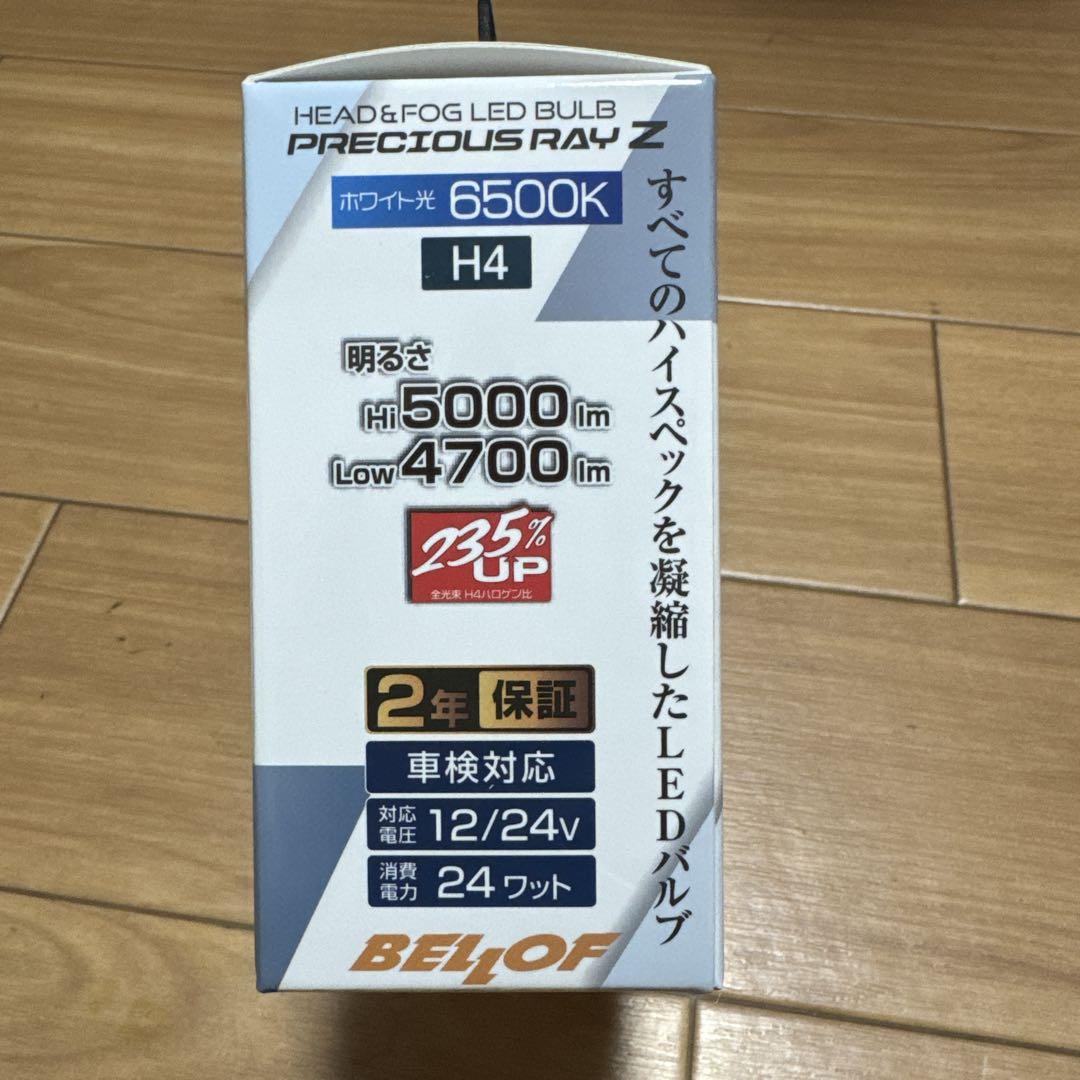 HEAD&FOG LED BULB
PRECIOUS RAY Z
ホワイト光 6500K
H4
明るさ
Hi 5000 lm
Low 4700 lm
235% UP
全光束 H4ハロゲン比
2年 保証
車検対応
対応電圧 12/24V
消費電力 24ワット
BELLOF
すべてのハイスペックを凝縮したLEDバルブ